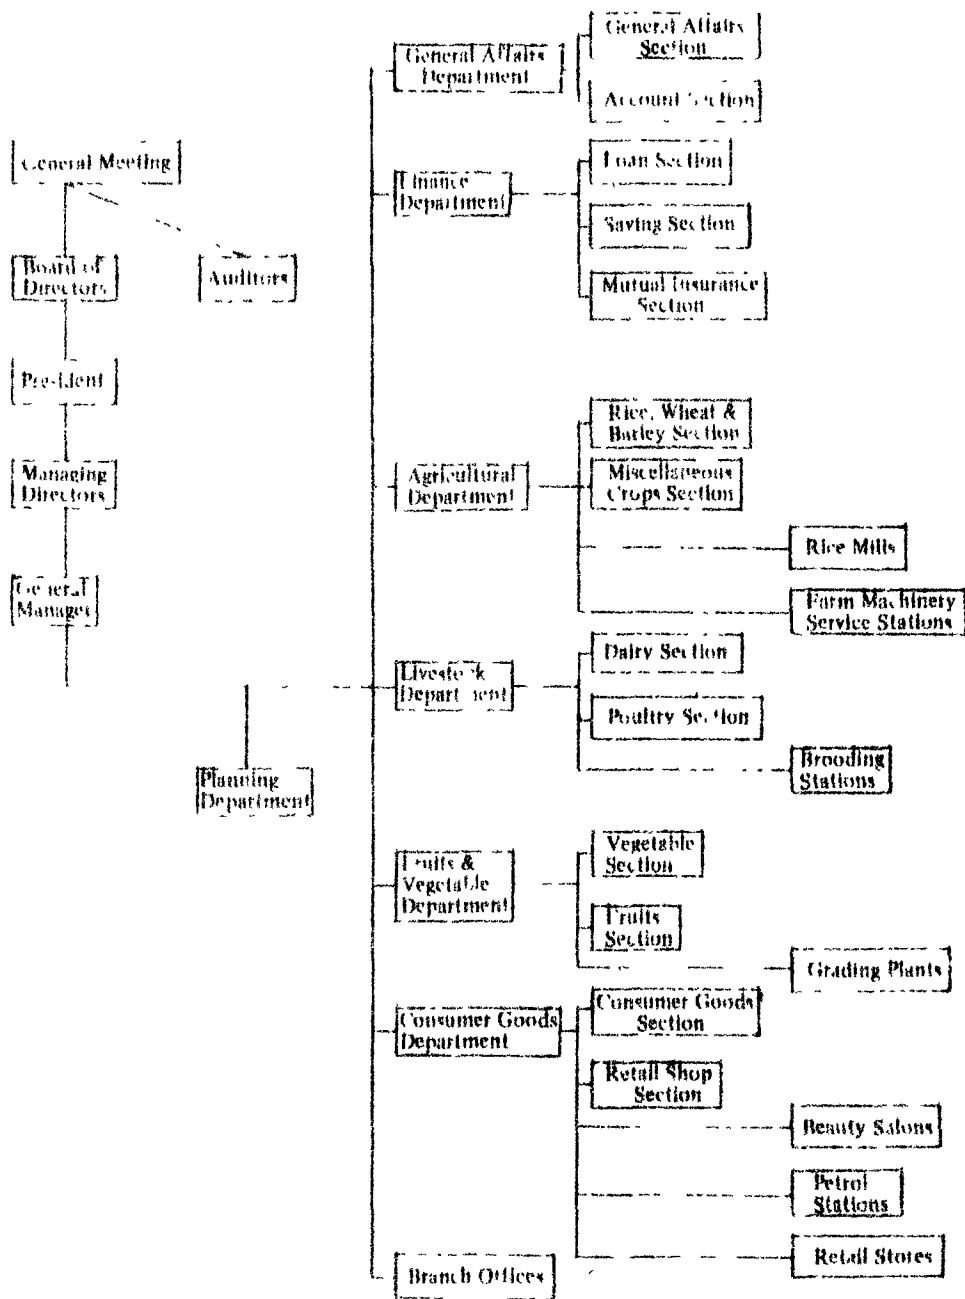 General Meeting
Board of
Directors
Auditors
President
Managing
Directors
General
Manager
Planning
Department
General Affairs
Department
General Affairs
Section
Account Section
Finance
Department
Loan Section
Saving Section
Mutual Insurance
Section
Agricultural
Department
Rice, Wheat &
Barley Section
Miscellaneous
Crops Section
Rice Mills
Farm Machinery
Service Stations
Livestock
Department
Dairy Section
Poultry Section
Brooding
Stations
Fruits &
Vegetable
Department
Vegetable
Section
Fruits
Section
Grading Plants
Consumer Goods
Department
Consumer Goods
Section
Retail Shop
Section
Beauty Salons
Petrol
Stations
Retail Stores
Branch Offices